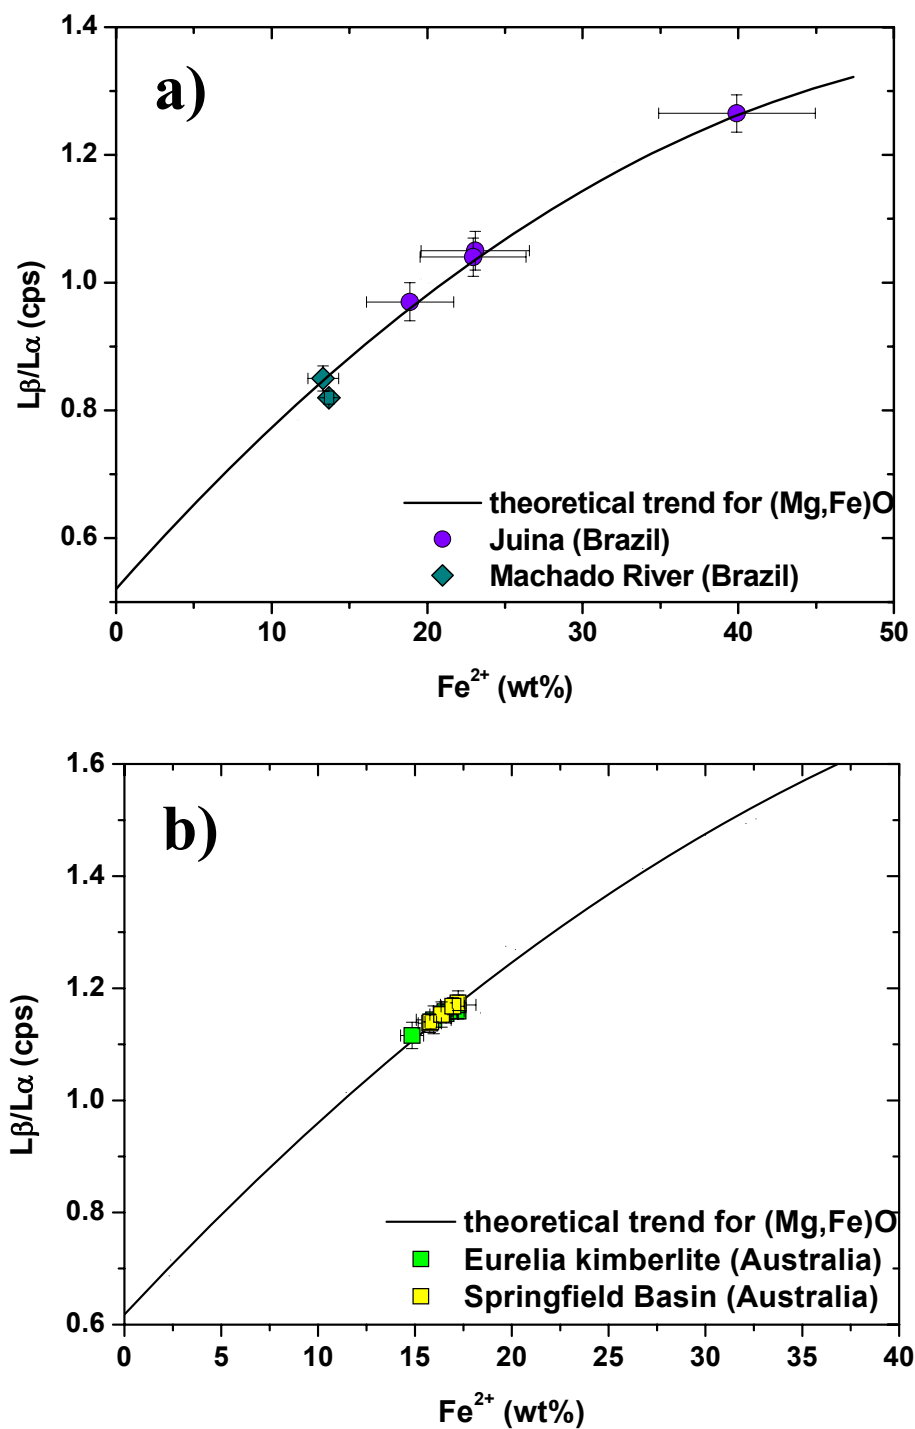 a)
1.4
1.2
1.0
0.8
0.6
Lβ/Lα (cps)
theoretical trend for (Mg,Fe)O
Juina (Brazil)
Machado River (Brazil)
0 10 20 30 40 50
Fe²⁺ (wt%)
b)
1.6
1.4
1.2
1.0
0.8
0.6
Lβ/Lα (cps)
theoretical trend for (Mg,Fe)O
Eurelia kimberlite (Australia)
Springfield Basin (Australia)
0 5 10 15 20 25 30 35 40
Fe²⁺ (wt%)